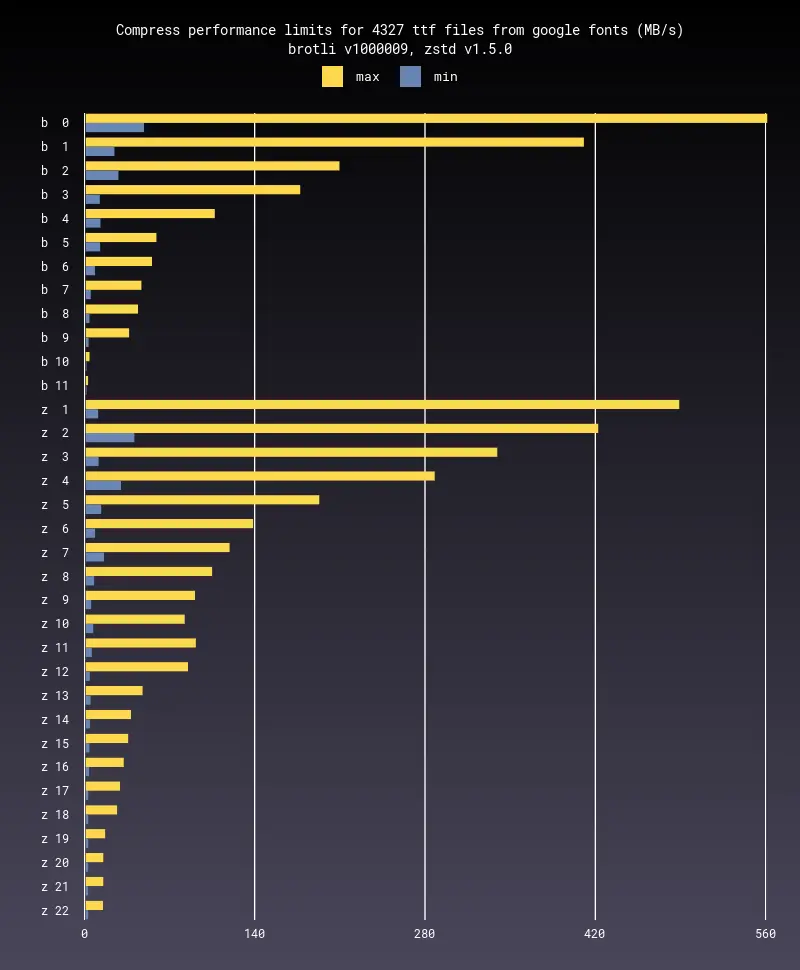 Compress performance limits for 4327 ttf files from google fonts (MB/s)
brotli v1000009, zstd v1.5.0
max min
b 0
b 1
b 2
b 3
b 4
b 5
b 6
b 7
b 8
b 9
b 10
b 11
z 1
z 2
z 3
z 4
z 5
z 6
z 7
z 8
z 9
z 10
z 11
z 12
z 13
z 14
z 15
z 16
z 17
z 18
z 19
z 20
z 21
z 22
0 140 280 420 560